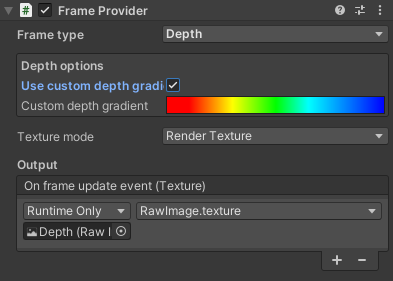 # Frame Provider
Frame type Depth
Depth options
Use custom depth gradi
Custom depth gradient
Texture mode Render Texture
Output
On frame update event (Texture)
Runtime Only RawImage.texture
Depth (Raw I